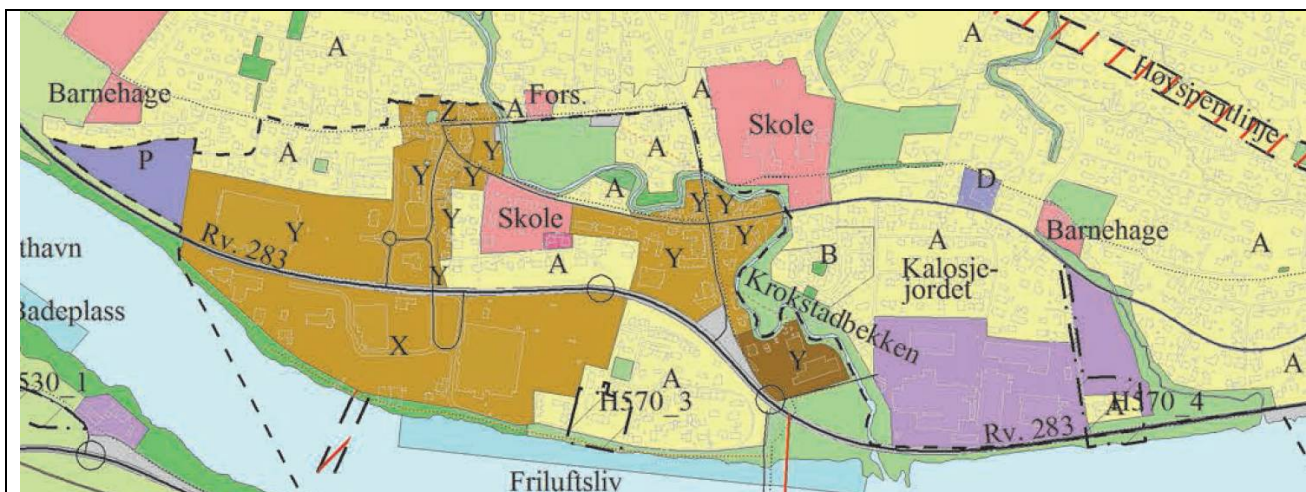 A
A
Høyspentlinje
Barnehage
Z
A
Fors.
A
Skole
P
A
Y
Y
Y
A
A
Y
Y
D
Skole
Y
Y
Y
Y
Barnehage
Y
A
Y
B
A
Kalosje-
jordet
A
Rv. 283
Krokstadbekken
thavn
Badeplass
X
530_1
A
H570_3
Y
A
H570_4
A
Rv. 283
Friluftsliv